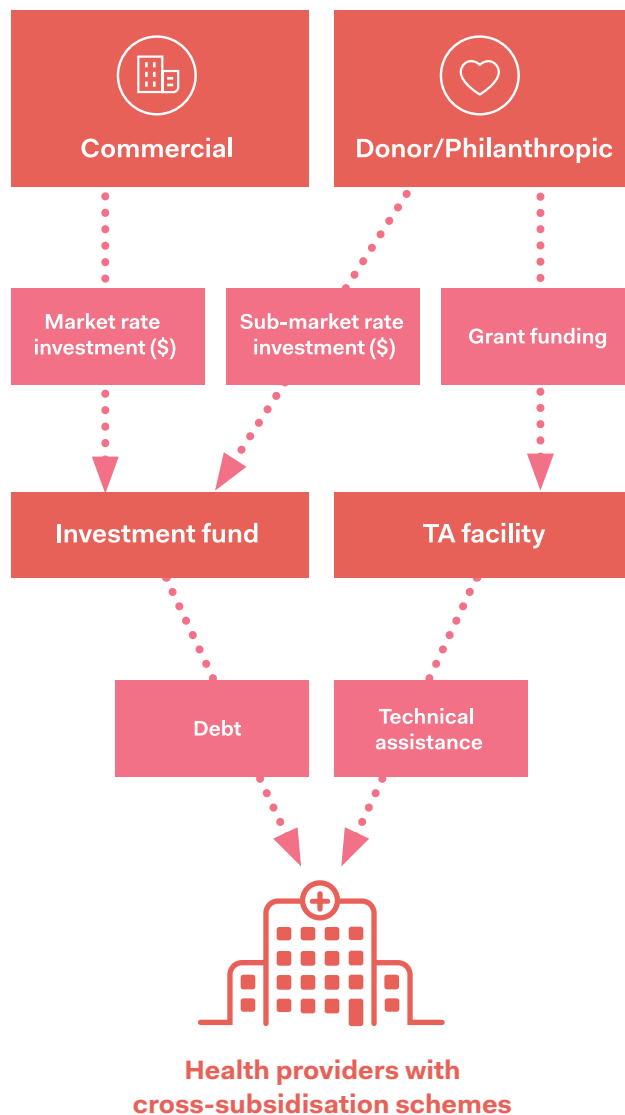 Commercial
Donor/Philanthropic
Market rate
investment ($)
Sub-market rate
investment ($)
Grant funding
Investment fund
TA facility
Debt
Technical
assistance
Health providers with
cross-subsidisation schemes